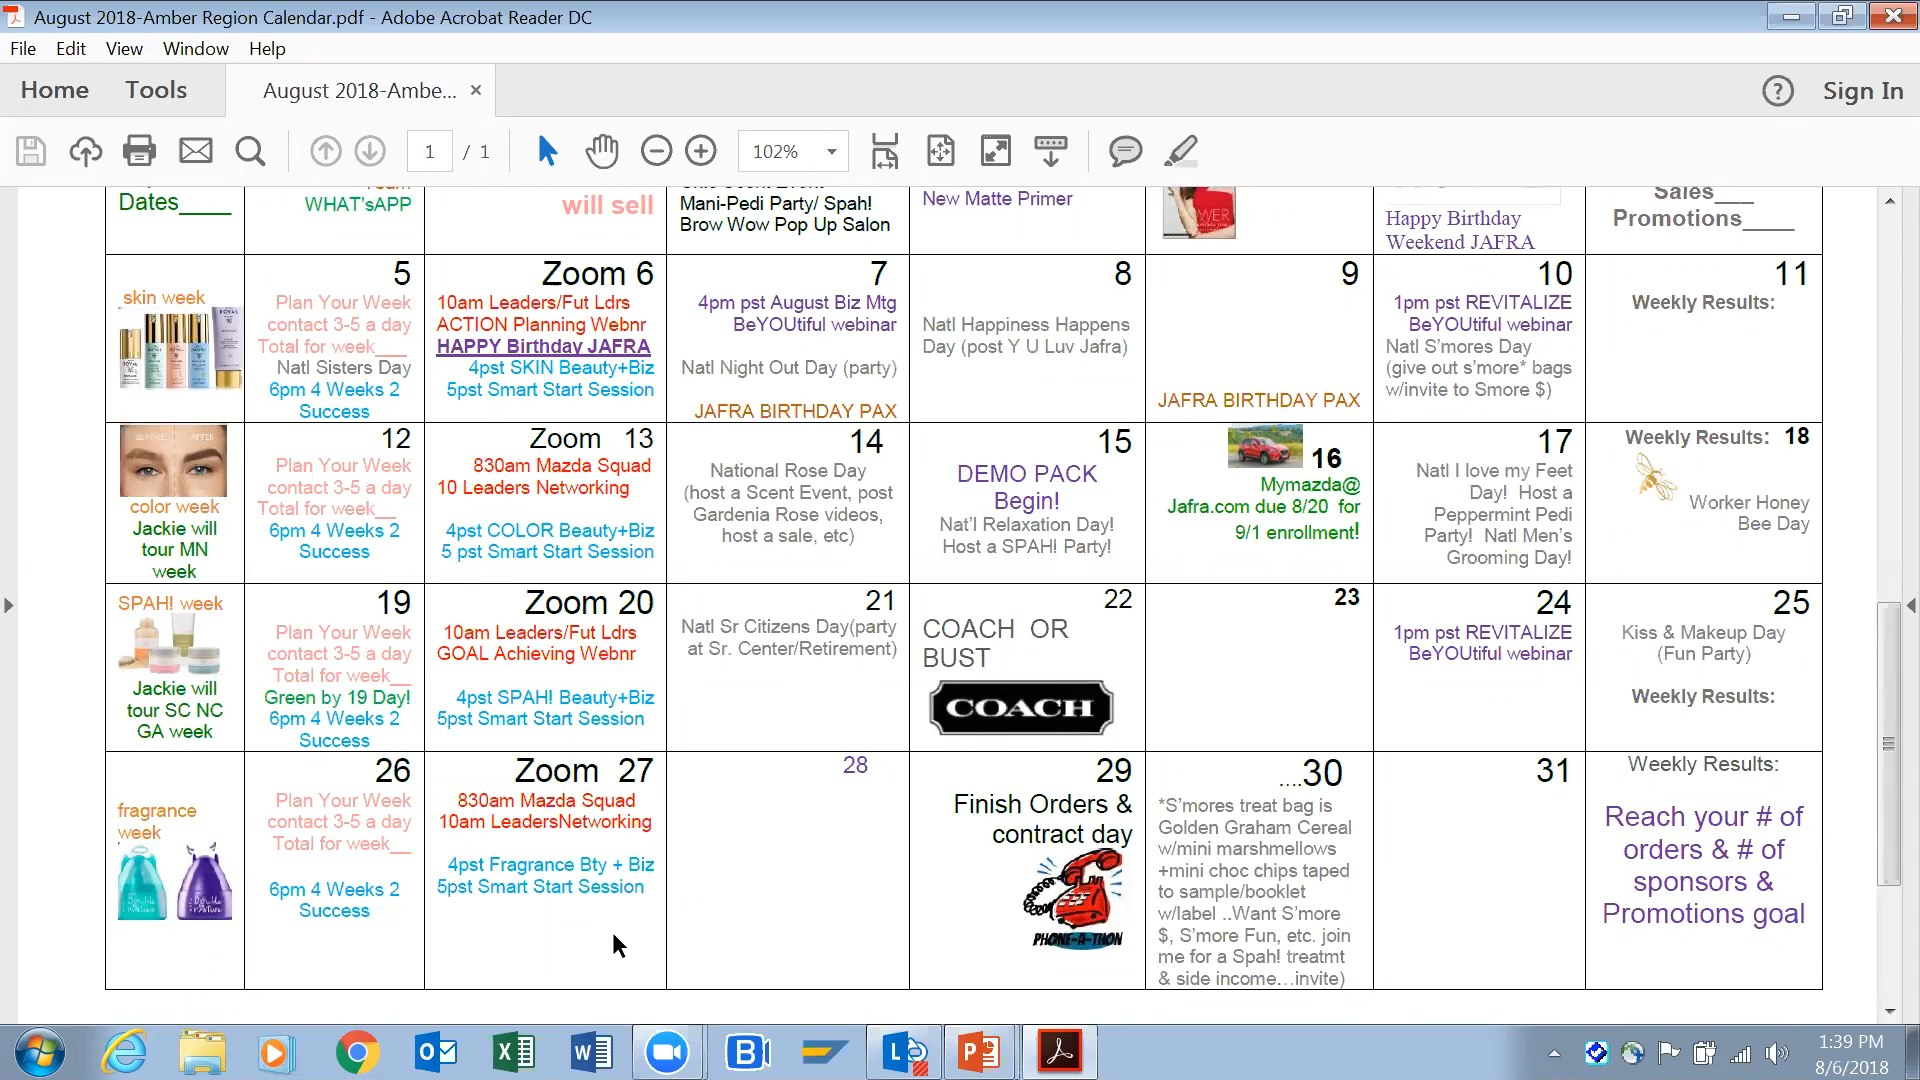 August 2018-Amber Region Calendar.pdf - Adobe Acrobat Reader DC
File Edit View Window Help
Home Tools August 2018-Ambe... × Sign In
1 / 1 102%
Dates____
WHAT'sAPP
will sell
Mani-Pedi Party/ Spah!
Brow Wow Pop Up Salon
New Matte Primer
Happy Birthday
Weekend JAFRA
Sales___
Promotions____
skin week
5
Plan Your Week
contact 3-5 a day
Total for week___
Natl Sisters Day
6pm 4 Weeks 2
Success
Zoom 6
10am Leaders/Fut Ldrs
ACTION Planning Webnr
HAPPY Birthday JAFRA
4pst SKIN Beauty+Biz
5pst Smart Start Session
7
4pm pst August Biz Mtg
BeYOUtiful webinar
Natl Night Out Day (party)
JAFRA BIRTHDAY PAX
8
Natl Happiness Happens
Day (post Y U Luv Jafra)
9
JAFRA BIRTHDAY PAX
10
1pm pst REVITALIZE
BeYOUtiful webinar
Natl S'mores Day
(give out s'more* bags
w/invite to Smore $)
11
Weekly Results:
BEFORE AFTER
color week
Jackie will
tour MN
week
12
Plan Your Week
contact 3-5 a day
Total for week__
6pm 4 Weeks 2
Success
Zoom 13
830am Mazda Squad
10 Leaders Networking
4pst COLOR Beauty+Biz
5 pst Smart Start Session
14
National Rose Day
(host a Scent Event, post
Gardenia Rose videos,
host a sale, etc)
15
DEMO PACK
Begin!
Nat'l Relaxation Day!
Host a SPAH! Party!
16
Mymazda@
Jafra.com due 8/20 for
9/1 enrollment!
17
Natl I love my Feet
Day! Host a
Peppermint Pedi
Party! Natl Men's
Grooming Day!
Weekly Results: 18
Worker Honey
Bee Day
SPAH! week
Jackie will
tour SC NC
GA week
19
Plan Your Week
contact 3-5 a day
Total for week__
Green by 19 Day!
6pm 4 Weeks 2
Success
Zoom 20
10am Leaders/Fut Ldrs
GOAL Achieving Webnr
4pst SPAH! Beauty+Biz
5pst Smart Start Session
21
Natl Sr Citizens Day(party
at Sr. Center/Retirement)
22
COACH OR
BUST
COACH
23
24
1pm pst REVITALIZE
BeYOUtiful webinar
25
Kiss & Makeup Day
(Fun Party)
Weekly Results:
fragrance
week
26
Plan Your Week
contact 3-5 a day
Total for week__
6pm 4 Weeks 2
Success
Zoom 27
830am Mazda Squad
10am LeadersNetworking
4pst Fragrance Bty + Biz
5pst Smart Start Session
28
29
Finish Orders &
contract day
PHONE-A-THON
....30
*S'mores treat bag is
Golden Graham Cereal
w/mini marshmellows
+mini choc chips taped
to sample/booklet
w/label ..Want S'more
$, S'more Fun, etc. join
me for a Spah! treatmt
& side income...invite)
31
Weekly Results:
Reach your # of
orders & # of
sponsors &
Promotions goal
1:39 PM
8/6/2018